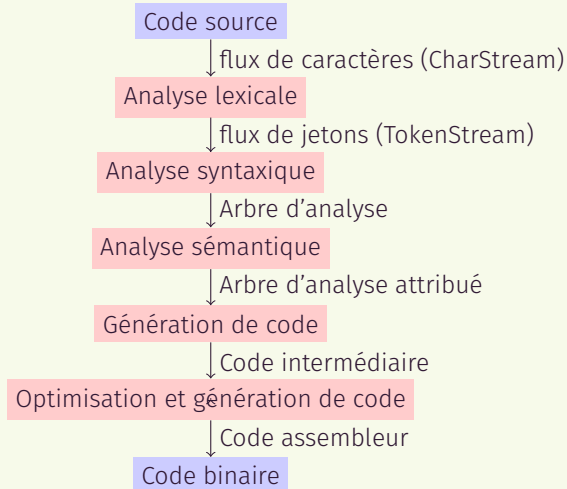 Code source
flux de caractères (CharStream)
Analyse lexicale
flux de jetons (TokenStream)
Analyse syntaxique
Arbre d'analyse
Analyse sémantique
Arbre d'analyse attribué
Génération de code
Code intermédiaire
Optimisation et génération de code
Code assembleur
Code binaire